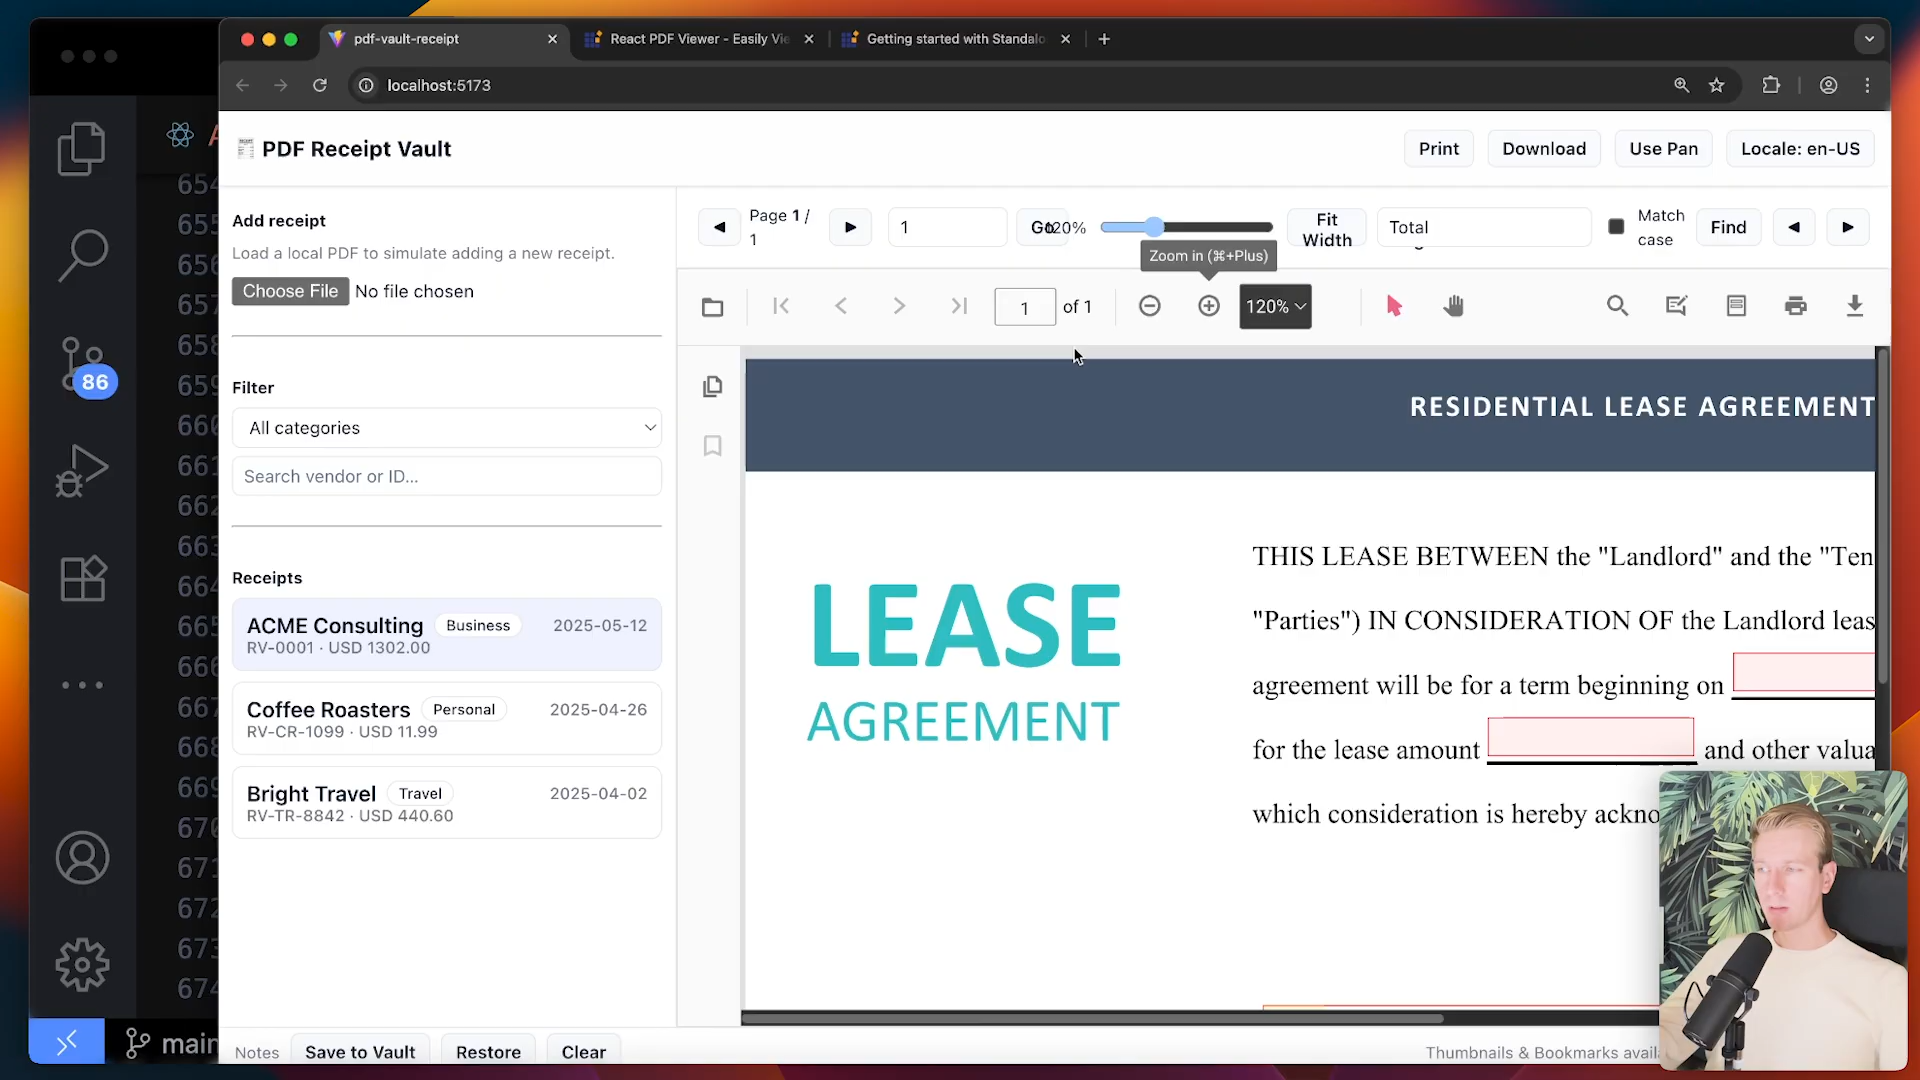 pdf-vault-receipt
React PDF Viewer - Easily Vie
Getting started with Standalo
localhost:5173
PDF Receipt Vault
Print
Download
Use Pan
Locale: en-US
Add receipt
Load a local PDF to simulate adding a new receipt.
Choose File No file chosen
Filter
All categories
Search vendor or ID...
Receipts
ACME Consulting Business 2025-05-12
RV-0001 · USD 1302.00
Coffee Roasters Personal 2025-04-26
RV-CR-1099 · USD 11.99
Bright Travel Travel 2025-04-02
RV-TR-8842 · USD 440.60
Notes
Save to Vault
Restore
Clear
Page 1 /
1
1
Go
120%
Fit
Width
Total
Match
case
Find
Zoom in (⌘+Plus)
1 of 1
120%
RESIDENTIAL LEASE AGREEMENT
LEASE
AGREEMENT
THIS LEASE BETWEEN the "Landlord" and the "Ten
"Parties") IN CONSIDERATION OF the Landlord leas
agreement will be for a term beginning on
for the lease amount and other valua
which consideration is hereby ackno
Thumbnails & Bookmarks avail
86
654
655
656
657
658
659
660
661
662
663
664
665
666
667
668
669
670
671
672
673
674
main